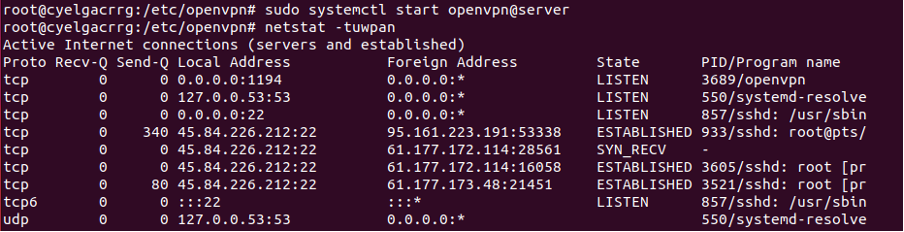 root@cyelgacrrg:/etc/openvpn# sudo systemctl start openvpn@server
root@cyelgacrrg:/etc/openvpn# netstat -tuwpan
Active Internet connections (servers and established)
Proto Recv-Q Send-Q Local Address           Foreign Address         State       PID/Program name
tcp        0      0 0.0.0.0:1194            0.0.0.0:*               LISTEN      3689/openvpn
tcp        0      0 127.0.0.53:53           0.0.0.0:*               LISTEN      550/systemd-resolve
tcp        0      0 0.0.0.0:22              0.0.0.0:*               LISTEN      857/sshd: /usr/sbin
tcp        0    340 45.84.226.212:22        95.161.223.191:53338    ESTABLISHED 933/sshd: root@pts/
tcp        0      0 45.84.226.212:22        61.177.172.114:28561    SYN_RECV    -
tcp        0      0 45.84.226.212:22        61.177.172.114:16058    ESTABLISHED 3605/sshd: root [pr
tcp        0     80 45.84.226.212:22        61.177.173.48:21451     ESTABLISHED 3521/sshd: root [pr
tcp6       0      0 :::22                   :::*                    LISTEN      857/sshd: /usr/sbin
udp        0      0 127.0.0.53:53           0.0.0.0:*                           550/systemd-resolve